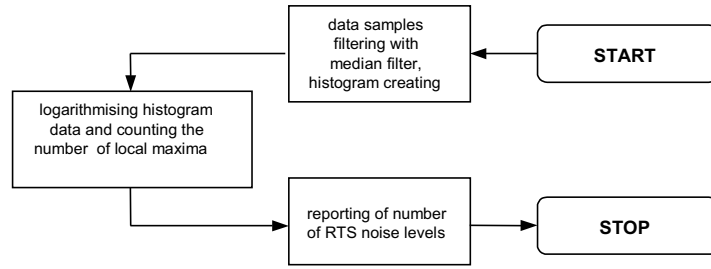 START
data samples
filtering with
median filter,
histogram creating
logarithmising histogram
data and counting the
number of local maxima
reporting of number
of RTS noise levels
STOP